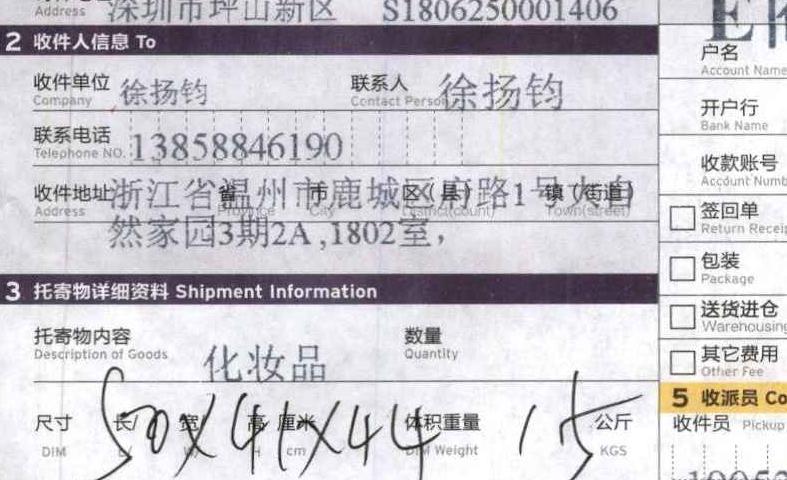 Address 深圳市坪山新区 S1806250001406
2 收件人信息 To
收件单位 徐扬钧 联系人 徐扬钧
Company Contact Person
联系电话 13858846190
Telephone NO.
收件地址 浙江省温州市鹿城区府路1号大自
Address 省 Province 市 City 区(县) District(count) 镇(街道) Town(street)
然家园3期2A,1802室,
3 托寄物详细资料 Shipment Information
托寄物内容 化妆品 数量
Description of Goods Quantity
尺寸 长/ 宽/ 高 厘米 50X41X44 体积重量 15 公斤
DIM H cm DIM Weight KGS
户名
Account Name
开户行
Bank Name
收款账号
Account Numb
签回单
Return Receip
包装
Package
送货进仓
Warehousing
其它费用
Other Fee
5 收派员 Co
收件员 Pickup